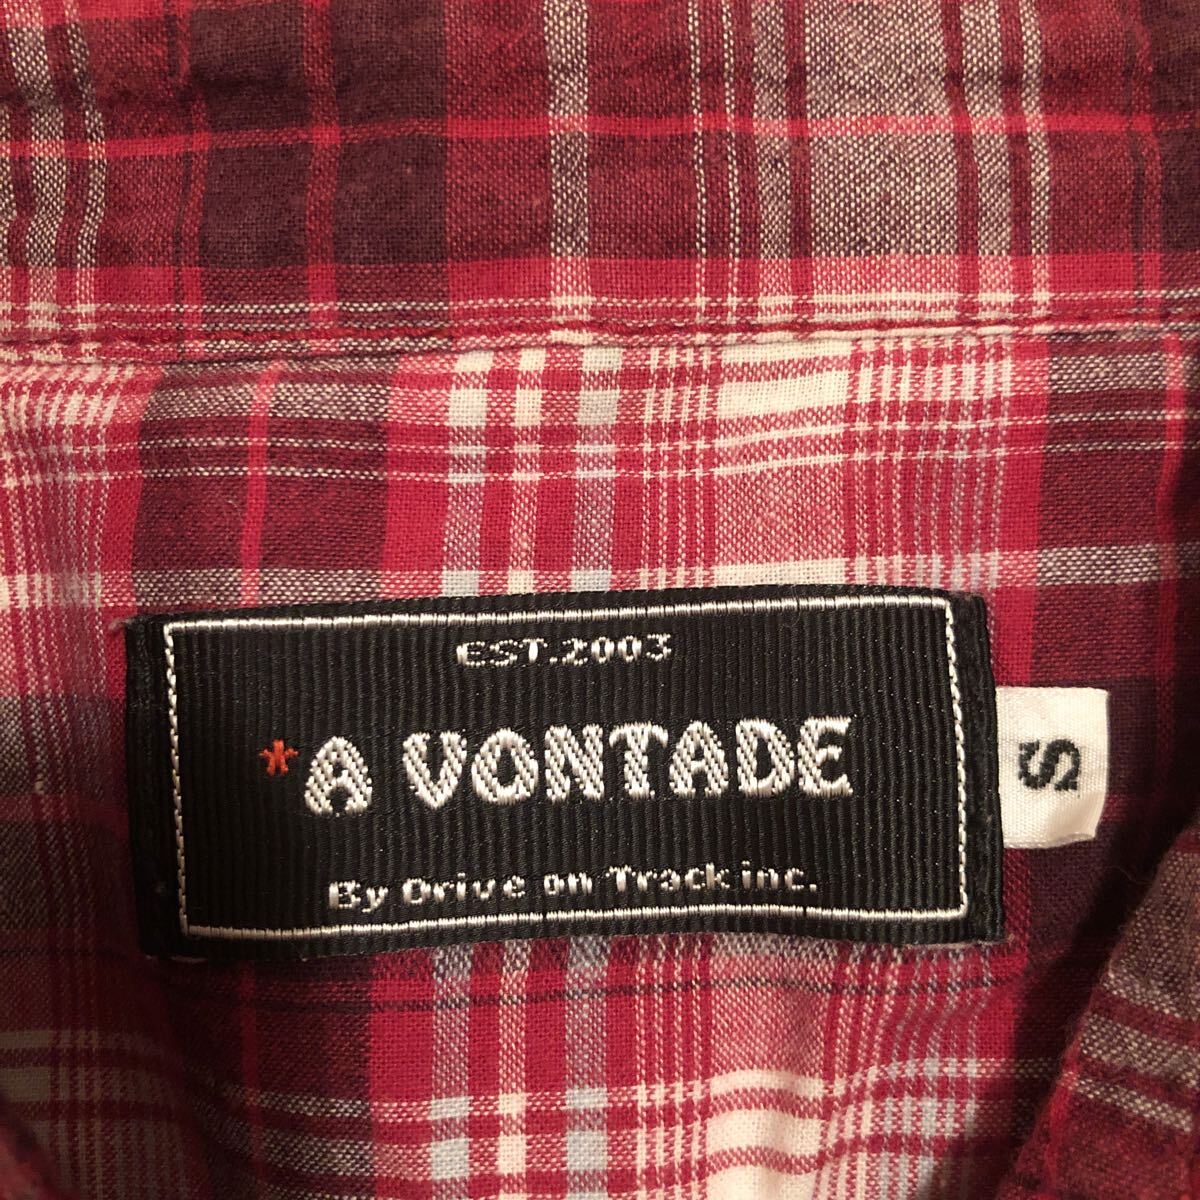 EST.2003
*A VONTADE
By Drive on Track inc.
S